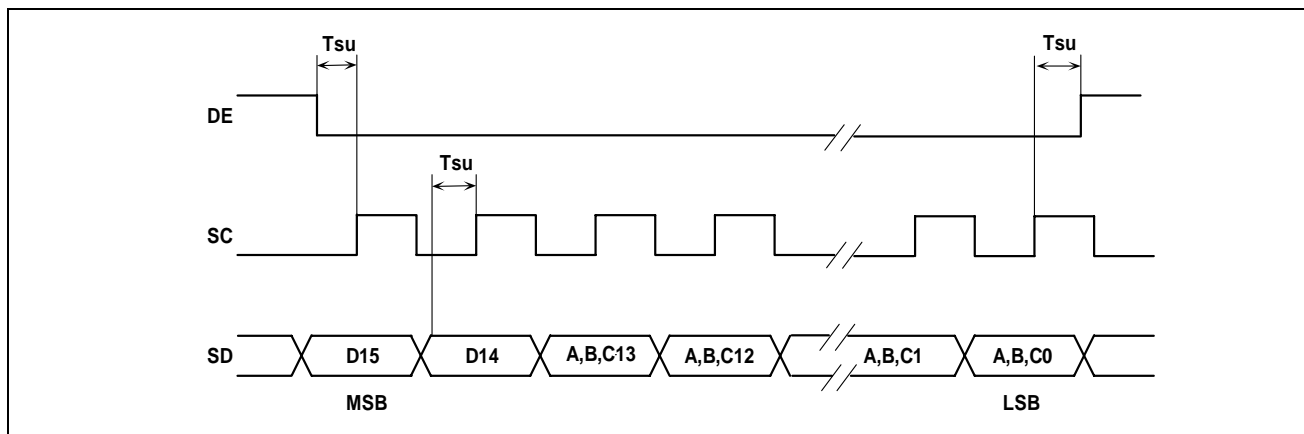 Tsu Tsu
DE
Tsu
SC
SD D15 D14 A,B,C13 A,B,C12 A,B,C1 A,B,C0
MSB LSB